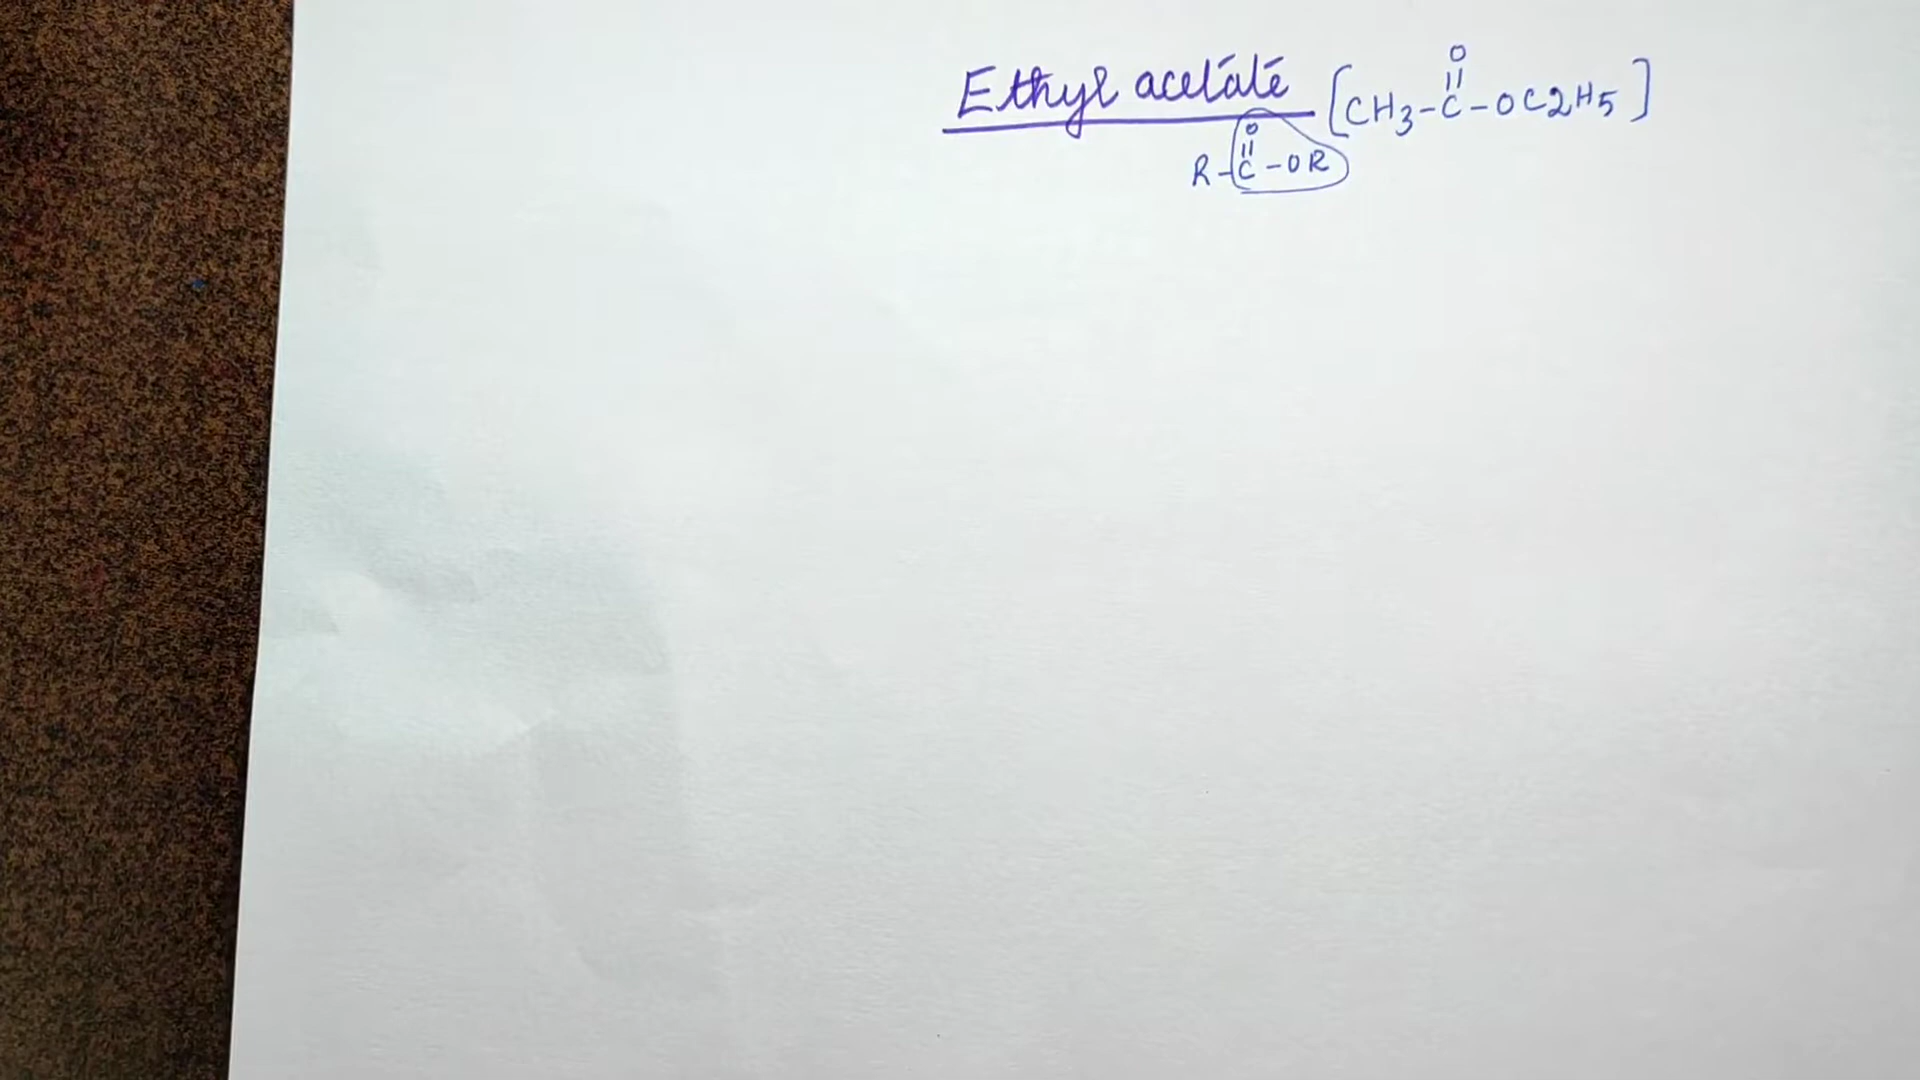 Ethyl acetate [CH3-C-OC2H5]
O
||
R-C-OR
O
||